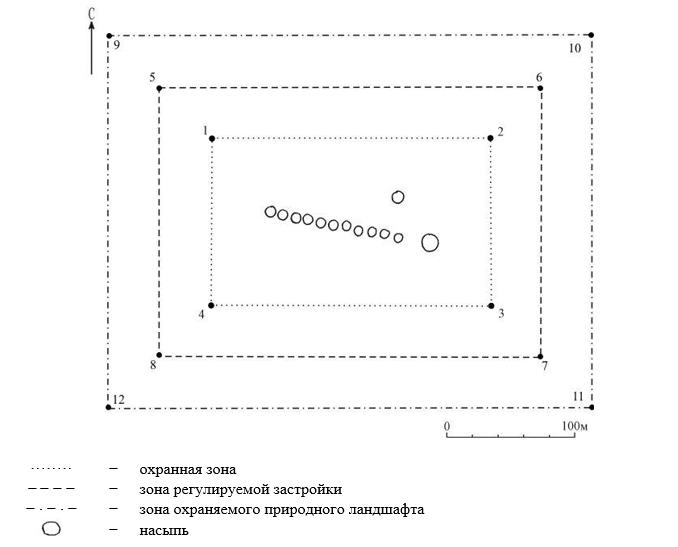 С
9
10
5
6
1
2
4
3
8
7
12
11
0 100м
– охранная зона
– зона регулируемой застройки
– зона охраняемого природного ландшафта
– насыпь